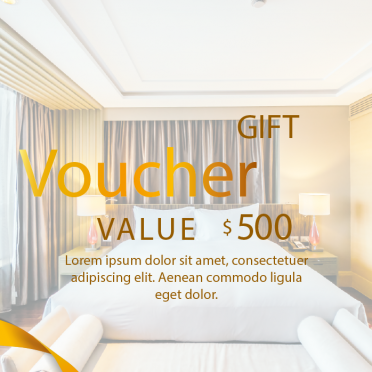 GIFT
Voucher
VALUE $500
Lorem ipsum dolor sit amet, consectetuer
adipiscing elit. Aenean commodo ligula
eget dolor.